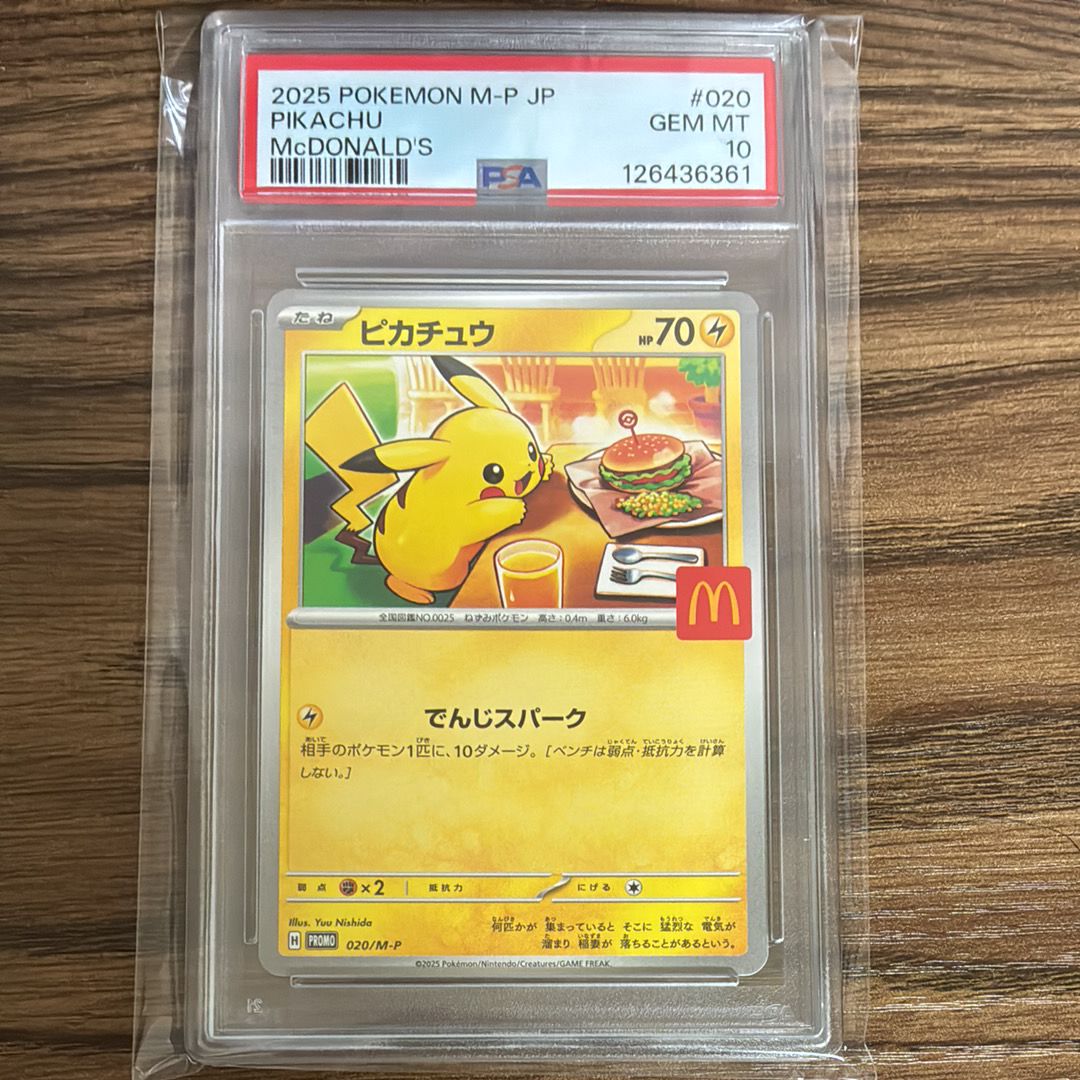 2025 POKEMON M-P JP #020
PIKACHU GEM MT
McDONALD'S 10
PSA 126436361
たね ピカチュウ HP 70
M
全国図鑑NO.0025 ねずみポケモン 高さ:0.4m 重さ:6.0kg
でんじスパーク
相手のポケモン1匹に、10ダメージ。[ベンチは弱点・抵抗力を計算
しない。]
弱点 ×2 抵抗力 にげる
Illus. Yuu Nishida
何匹かが 集まっていると そこに 猛烈な 電気が
溜まり 稲妻が 落ちることがあるという。
H PROMO 020/M-P
©2025 Pokémon/Nintendo/Creatures/GAME FREAK.